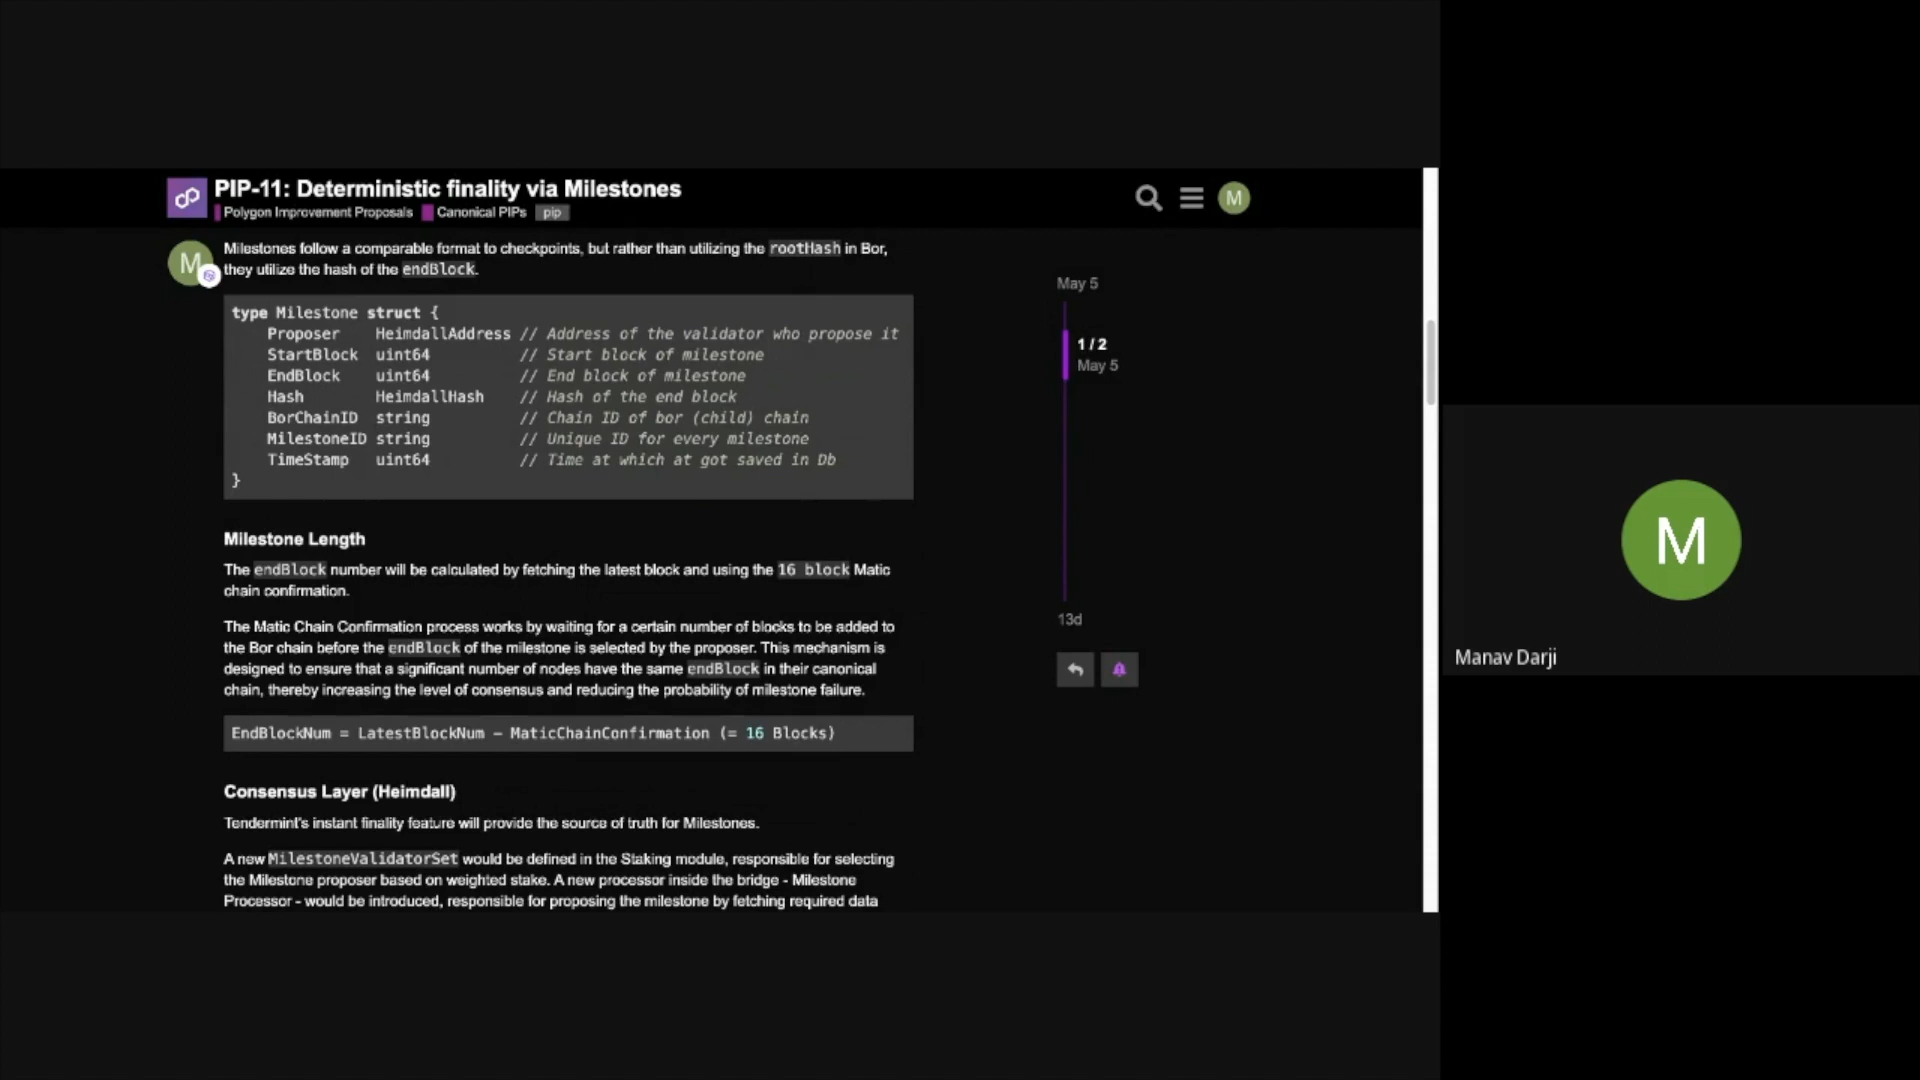 PIP-11: Deterministic finality via Milestones
Polygon Improvement Proposals Canonical PIPs pip
M
M
Milestones follow a comparable format to checkpoints, but rather than utilizing the rootHash in Bor,
they utilize the hash of the endBlock.
type Milestone struct {
Proposer HeimdallAddress // Address of the validator who propose it
StartBlock uint64 // Start block of milestone
EndBlock uint64 // End block of milestone
Hash HeimdallHash // Hash of the end block
BorChainID string // Chain ID of bor (child) chain
MilestoneID string // Unique ID for every milestone
TimeStamp uint64 // Time at which at got saved in Db
}
Milestone Length
The endBlock number will be calculated by fetching the latest block and using the 16 block Matic
chain confirmation.
The Matic Chain Confirmation process works by waiting for a certain number of blocks to be added to
the Bor chain before the endBlock of the milestone is selected by the proposer. This mechanism is
designed to ensure that a significant number of nodes have the same endBlock in their canonical
chain, thereby increasing the level of consensus and reducing the probability of milestone failure.
EndBlockNum = LatestBlockNum - MaticChainConfirmation (= 16 Blocks)
Consensus Layer (Heimdall)
Tendermint's instant finality feature will provide the source of truth for Milestones.
A new MilestoneValidatorSet would be defined in the Staking module, responsible for selecting
the Milestone proposer based on weighted stake. A new processor inside the bridge - Milestone
Processor - would be introduced, responsible for proposing the milestone by fetching required data
May 5
1 / 2
May 5
13d
M
Manav Darji